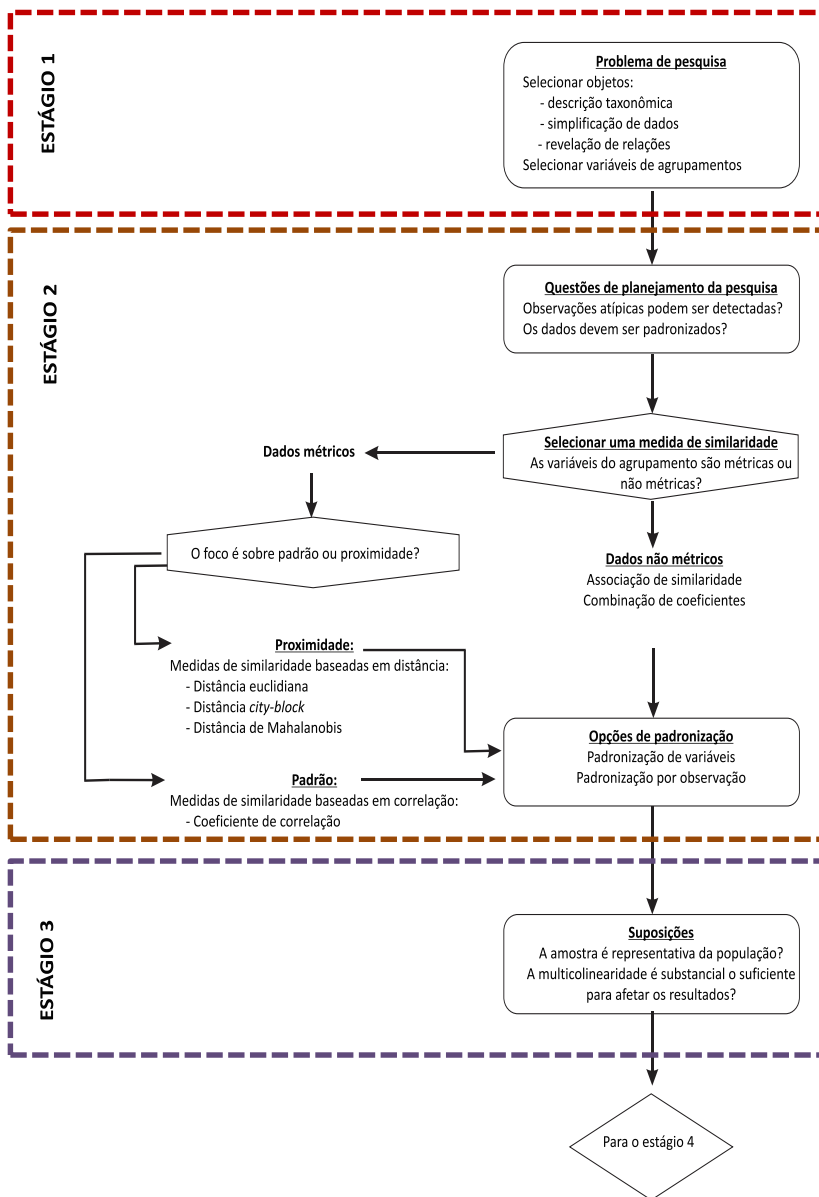 ESTÁGIO 1
Problema de pesquisa
Selecionar objetos:
- descrição taxonômica
- simplificação de dados
- revelação de relações
Selecionar variáveis de agrupamentos
ESTÁGIO 2
Questões de planejamento da pesquisa
Observações atípicas podem ser detectadas?
Os dados devem ser padronizados?
Selecionar uma medida de similaridade
As variáveis do agrupamento são métricas ou
não métricas?
Dados métricos
O foco é sobre padrão ou proximidade?
Dados não métricos
Associação de similaridade
Combinação de coeficientes
Proximidade:
Medidas de similaridade baseadas em distância:
- Distância euclidiana
- Distância city-block
- Distância de Mahalanobis
Padrão:
Medidas de similaridade baseadas em correlação:
- Coeficiente de correlação
Opções de padronização
Padronização de variáveis
Padronização por observação
ESTÁGIO 3
Suposições
A amostra é representativa da população?
A multicolinearidade é substancial o suficiente
para afetar os resultados?
Para o estágio 4